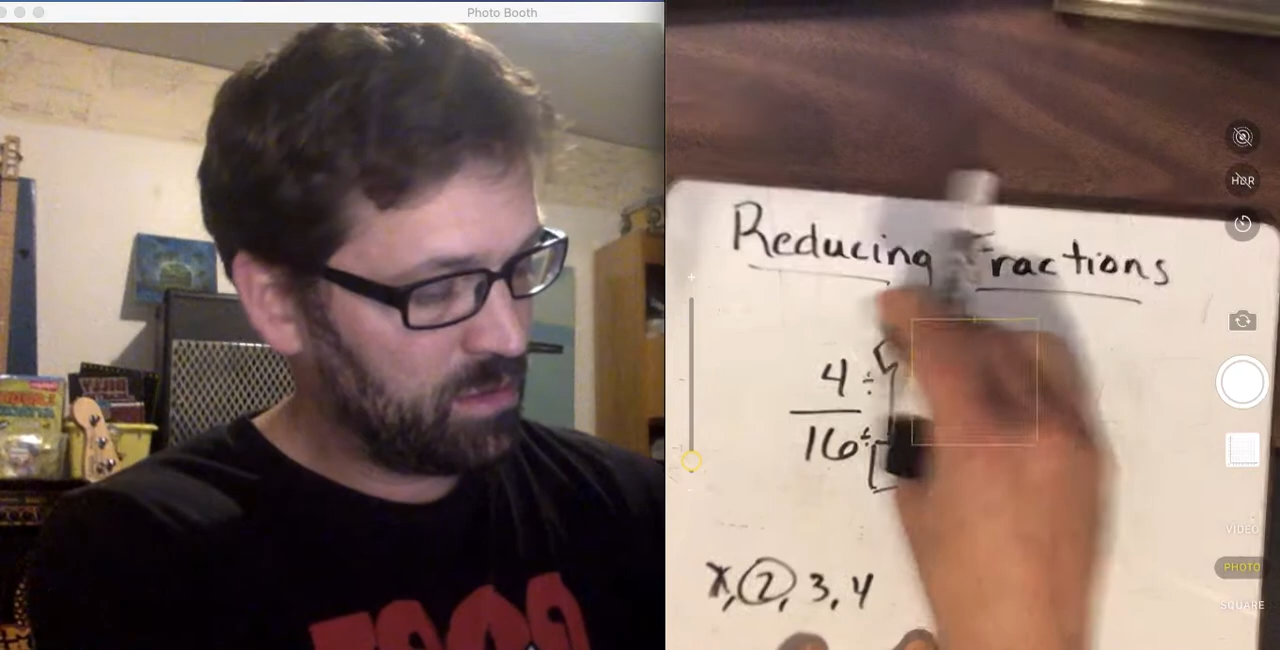 Photo Booth
HDR
Reducing Fractions
4 ÷
16 ÷
x, 2, 3, 4
VIDEO
PHOTO
SQUARE